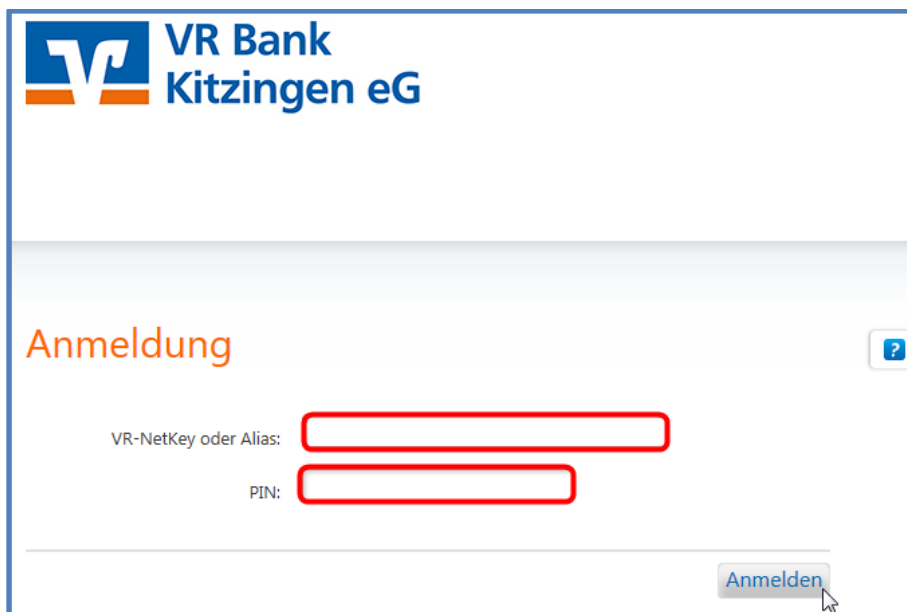 VR Bank
Kitzingen eG
Anmeldung
?
VR-NetKey oder Alias:
PIN:
Anmelden